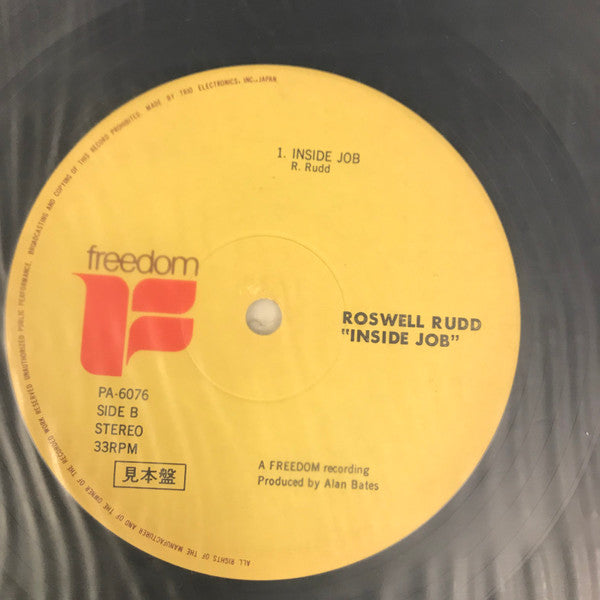 1. INSIDE JOB
R. Rudd
freedom
ROSWELL RUDD
"INSIDE JOB"
PA-6076
SIDE B
STEREO
33RPM
見本盤
A FREEDOM recording
Produced by Alan Bates
ALL RIGHTS OF THE MANUFACTURER AND OF THE OWNER OF THE RECORDED WORK RESERVED UNAUTHORIZED PUBLIC PERFORMANCE, BROADCASTING AND COPYING OF THIS RECORD PROHIBITED. MADE BY TRIO ELECTRONICS, INC., JAPAN